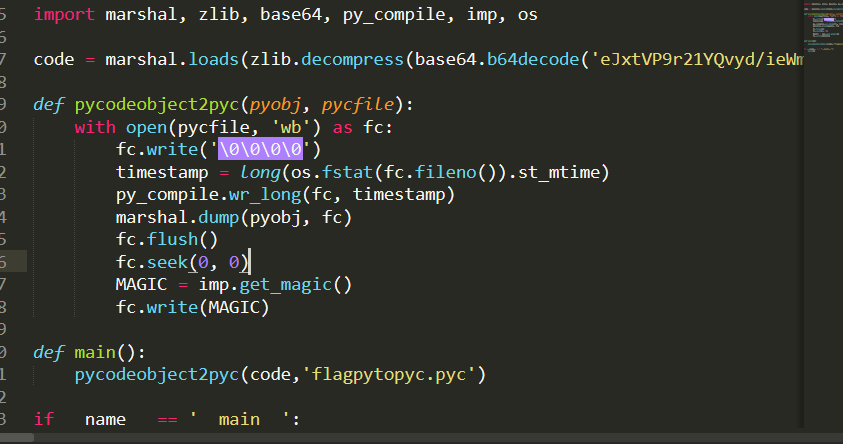 5 import marshal, zlib, base64, py_compile, imp, os
6
7 code = marshal.loads(zlib.decompress(base64.b64decode('eJxtVP9r21YQvyd/ieWm
8
9 def pycodeobject2pyc(pyobj, pycfile):
0     with open(pycfile, 'wb') as fc:
1         fc.write('\0\0\0\0')
2         timestamp = long(os.fstat(fc.fileno()).st_mtime)
3         py_compile.wr_long(fc, timestamp)
4         marshal.dump(pyobj, fc)
5         fc.flush()
6         fc.seek(0, 0)
7         MAGIC = imp.get_magic()
8         fc.write(MAGIC)
9
0 def main():
1     pycodeobject2pyc(code,'flagpytopyc.pyc')
2
3 if  name  == ' main ':